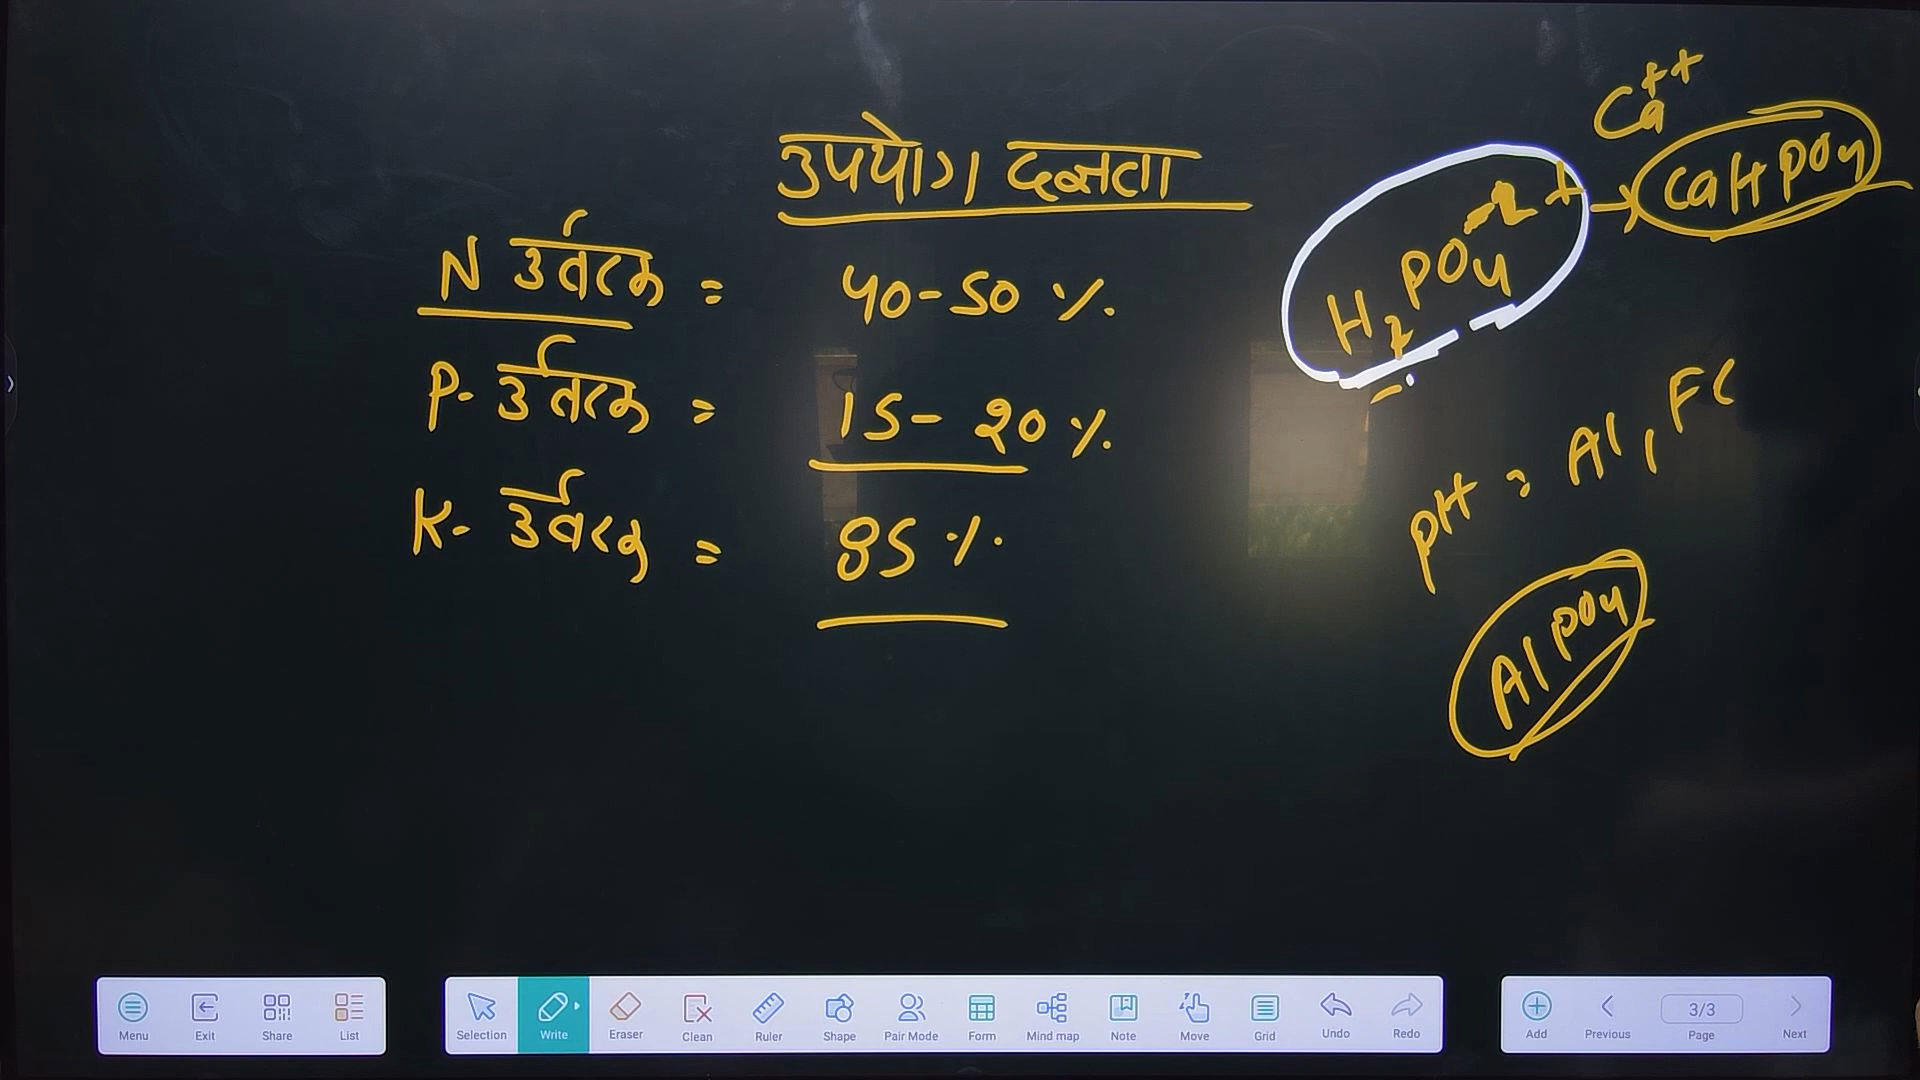 उपयोग दक्षता
N उर्वरक = 40-50 %.
P- उर्वरक = 15-20 %.
K- उर्वरक = 85 %.
Ca++
H2PO4-2 + → CaHPO4
pH = Al, Fe
AlPO4
Menu Exit Share List
Selection Write Eraser Clean Ruler Shape Pair Mode Form Mind map Note Move Grid Undo Redo
Add Previous 3/3 Page Next